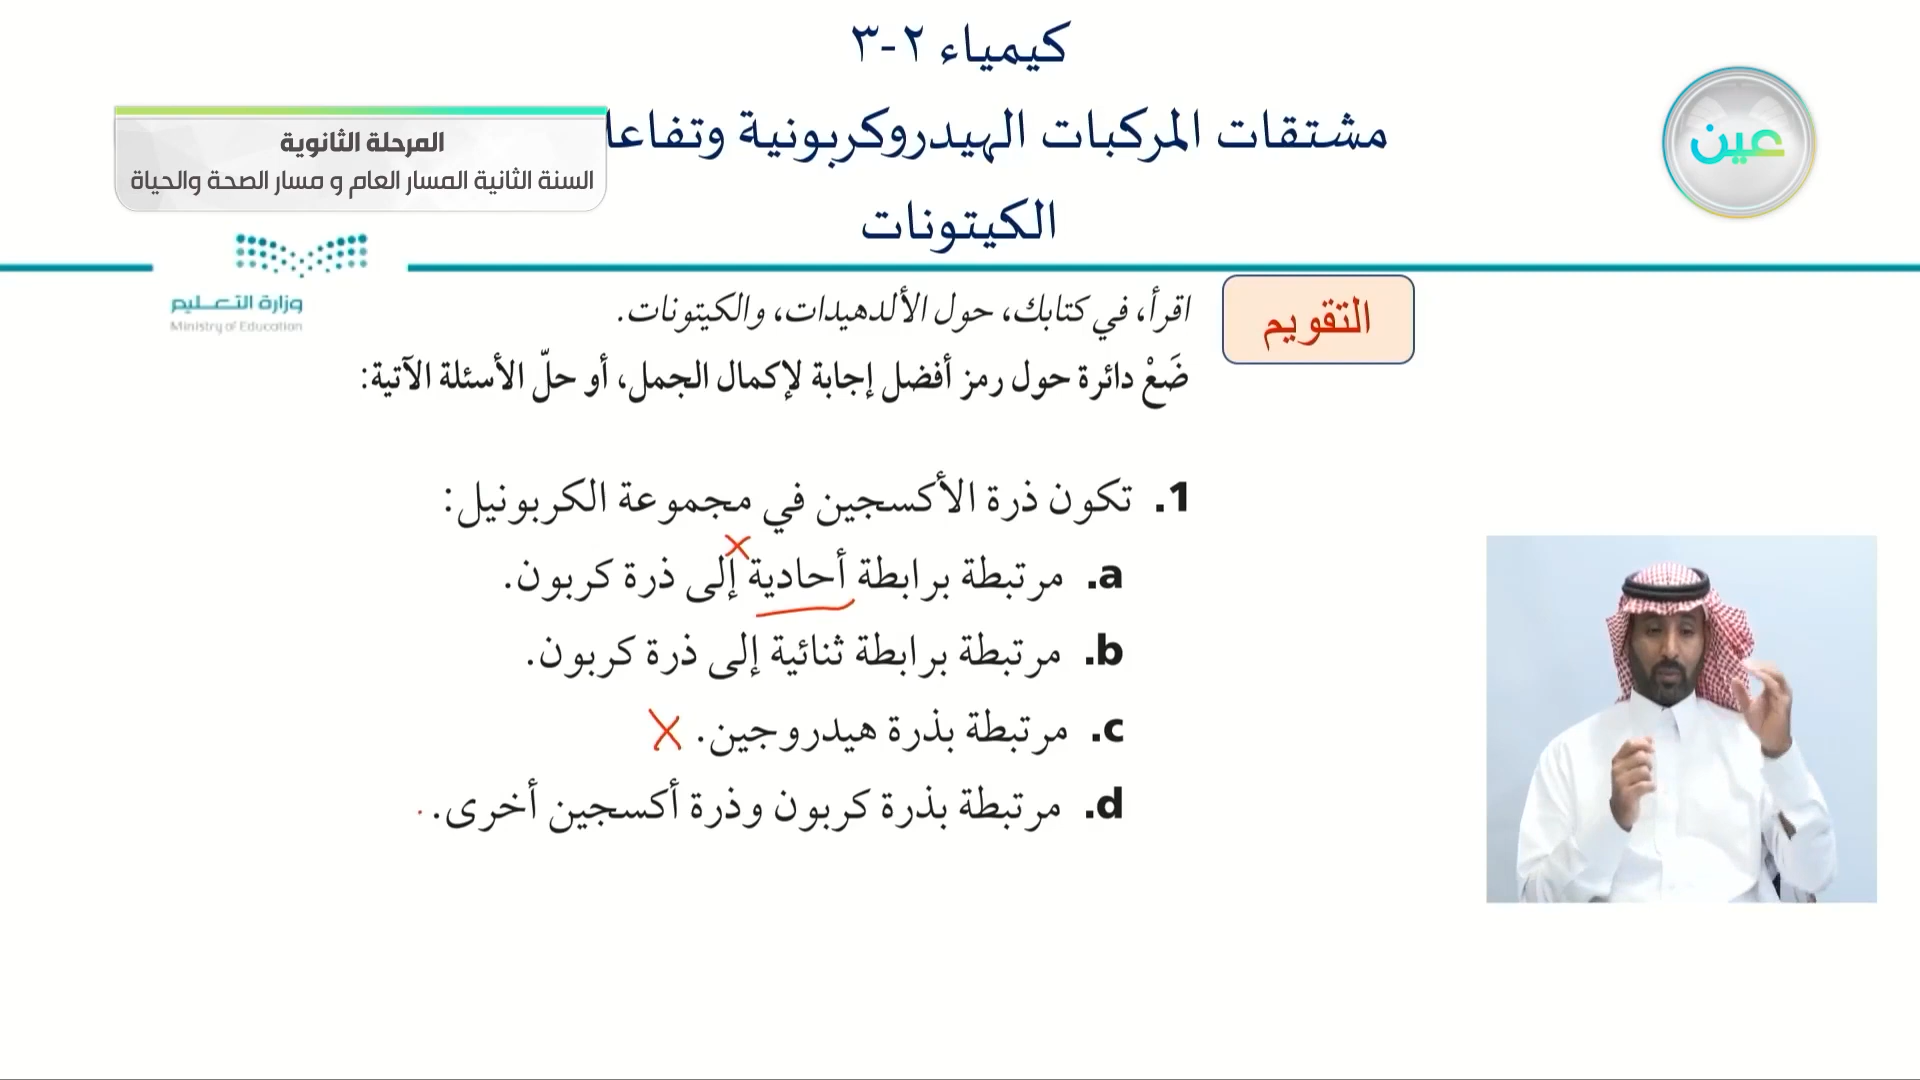 كيمياء ٢-٣
مشتقات المركبات الهيدروكربونية وتفاعلا
الكيتونات
المرحلة الثانوية
السنة الثانية المسار العام و مسار الصحة والحياة
عين
وزارة التعليم
Ministry of Education
التقويم
اقرأ، في كتابك، حول الألدهيدات، والكيتونات.
ضَعْ دائرة حول رمز أفضل إجابة لإكمال الجمل، أو حلّ الأسئلة الآتية:
1. تكون ذرة الأكسجين في مجموعة الكربونيل:
a. مرتبطة برابطة أحادية إلى ذرة كربون.
b. مرتبطة برابطة ثنائية إلى ذرة كربون.
c. مرتبطة بذرة هيدروجين.
d. مرتبطة بذرة كربون وذرة أكسجين أخرى.